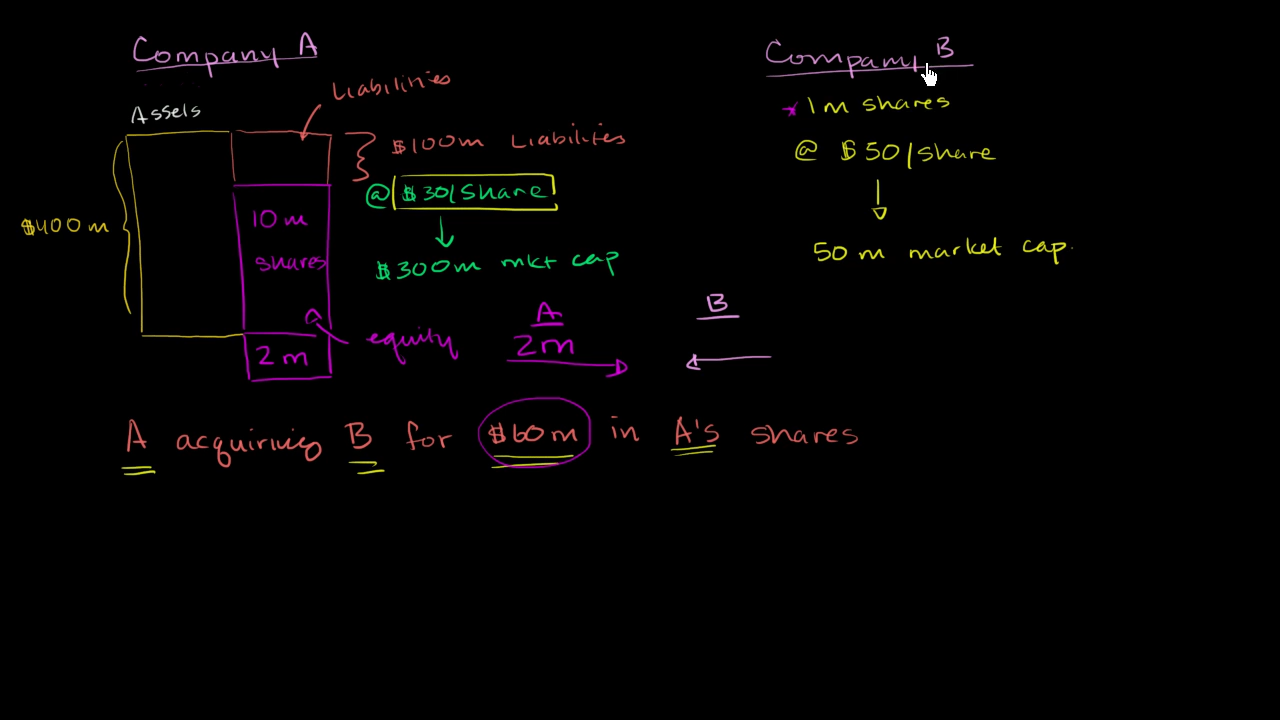 Company A
Company B
Liabilities
Assets
* 1m shares
$100m Liabilities
@ $50/share
@ $30/share
$400m
10m
shares
$300m mkt cap
50m market cap.
equity
A
B
2m
2m
A acquiring B for $60m in A's shares